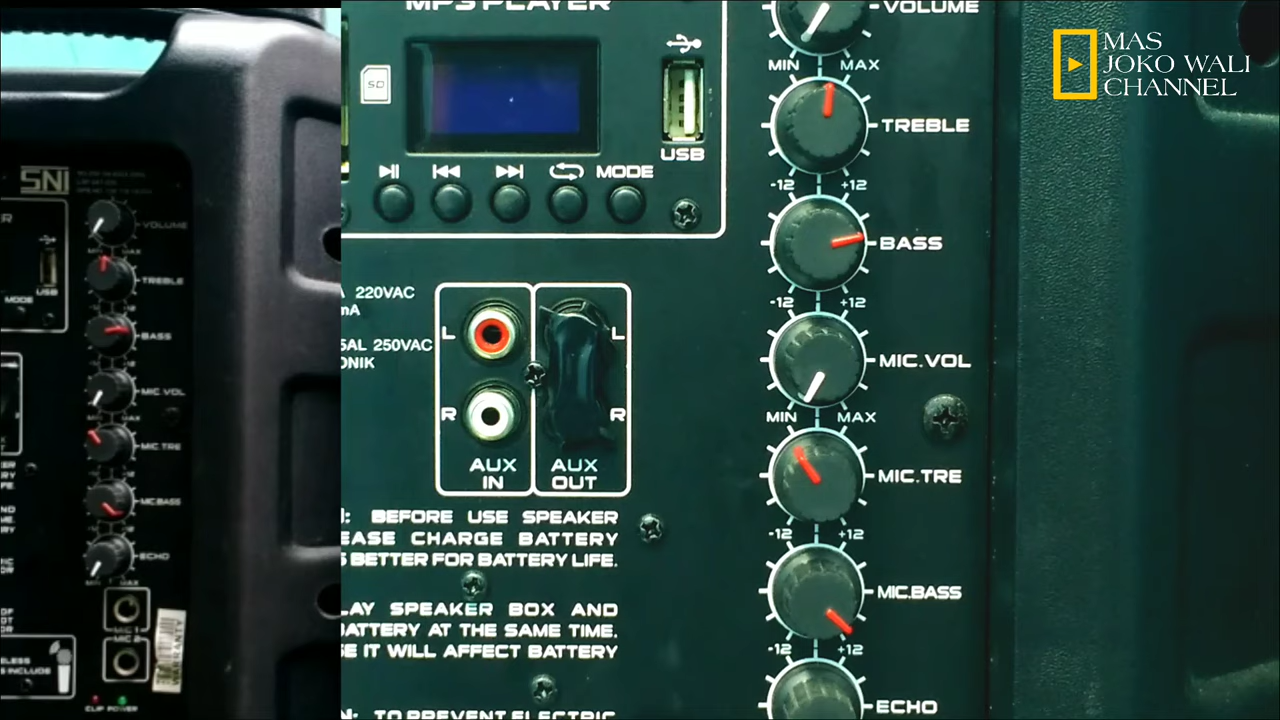 MP3 PLAYER
SD
USB
MODE
VOLUME
MIN MAX
TREBLE
-12 +12
BASS
-12 +12
MIC.VOL
MIN MAX
MIC.TRE
-12 +12
MIC.BASS
-12 +12
ECHO
220VAC
mA
250VAC
ONIK
L L
R R
AUX IN
AUX OUT
BEFORE USE SPEAKER
EASE CHARGE BATTERY
BETTER FOR BATTERY LIFE.
LAY SPEAKER BOX AND
BATTERY AT THE SAME TIME.
E IT WILL AFFECT BATTERY
TO PREVENT ELECTRIC
MAS
JOKO WALI
CHANNEL
SNI
VOLUME
TREBLE
USB
MODE
BASS
MIC.VOL
MIC.TRE
MIC.BASS
ECHO
MIC 1
MIC 2
CLIP POWER